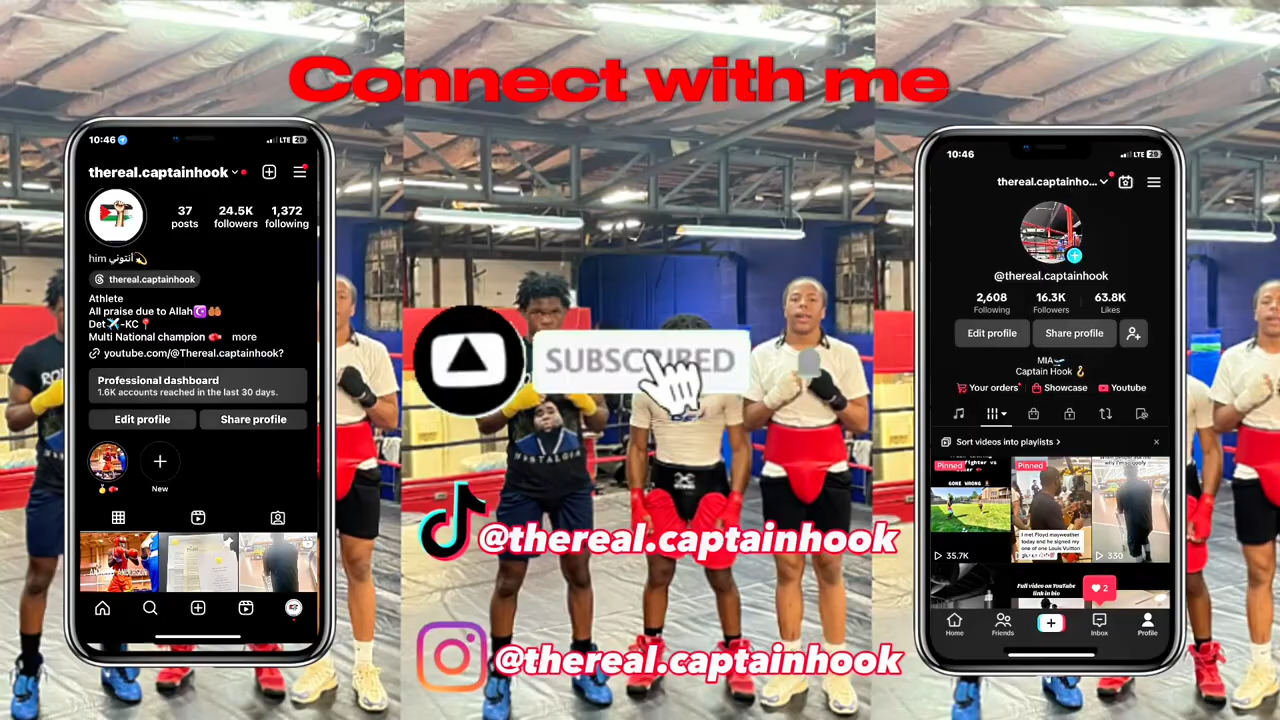 Connect with me
10:46
LTE 29
thereal.captainhook
37 posts
24.5K followers
1,372 following
him أنتوني
thereal.captainhook
Athlete
All praise due to Allah
Det -KC
Multi National champion more
youtube.com/@Thereal.captainhook?
Professional dashboard
1.6K accounts reached in the last 30 days.
Edit profile
Share profile
New
SUBSCRIBED
@thereal.captainhook
@thereal.captainhook
10:46
LTE 29
thereal.captainho...
@thereal.captainhook
2,608 Following
16.3K Followers
63.8K Likes
Edit profile
Share profile
MIA
Captain Hook
Your orders
Showcase
Youtube
Sort videos into playlists
Pinned
GONE WRONG
35.7K
Pinned
I met Floyd mayweather
today and he signed my
one of one Louis Vuitton
330
Full video on YouTube
link in bio
2
Home
Friends
Inbox
Profile